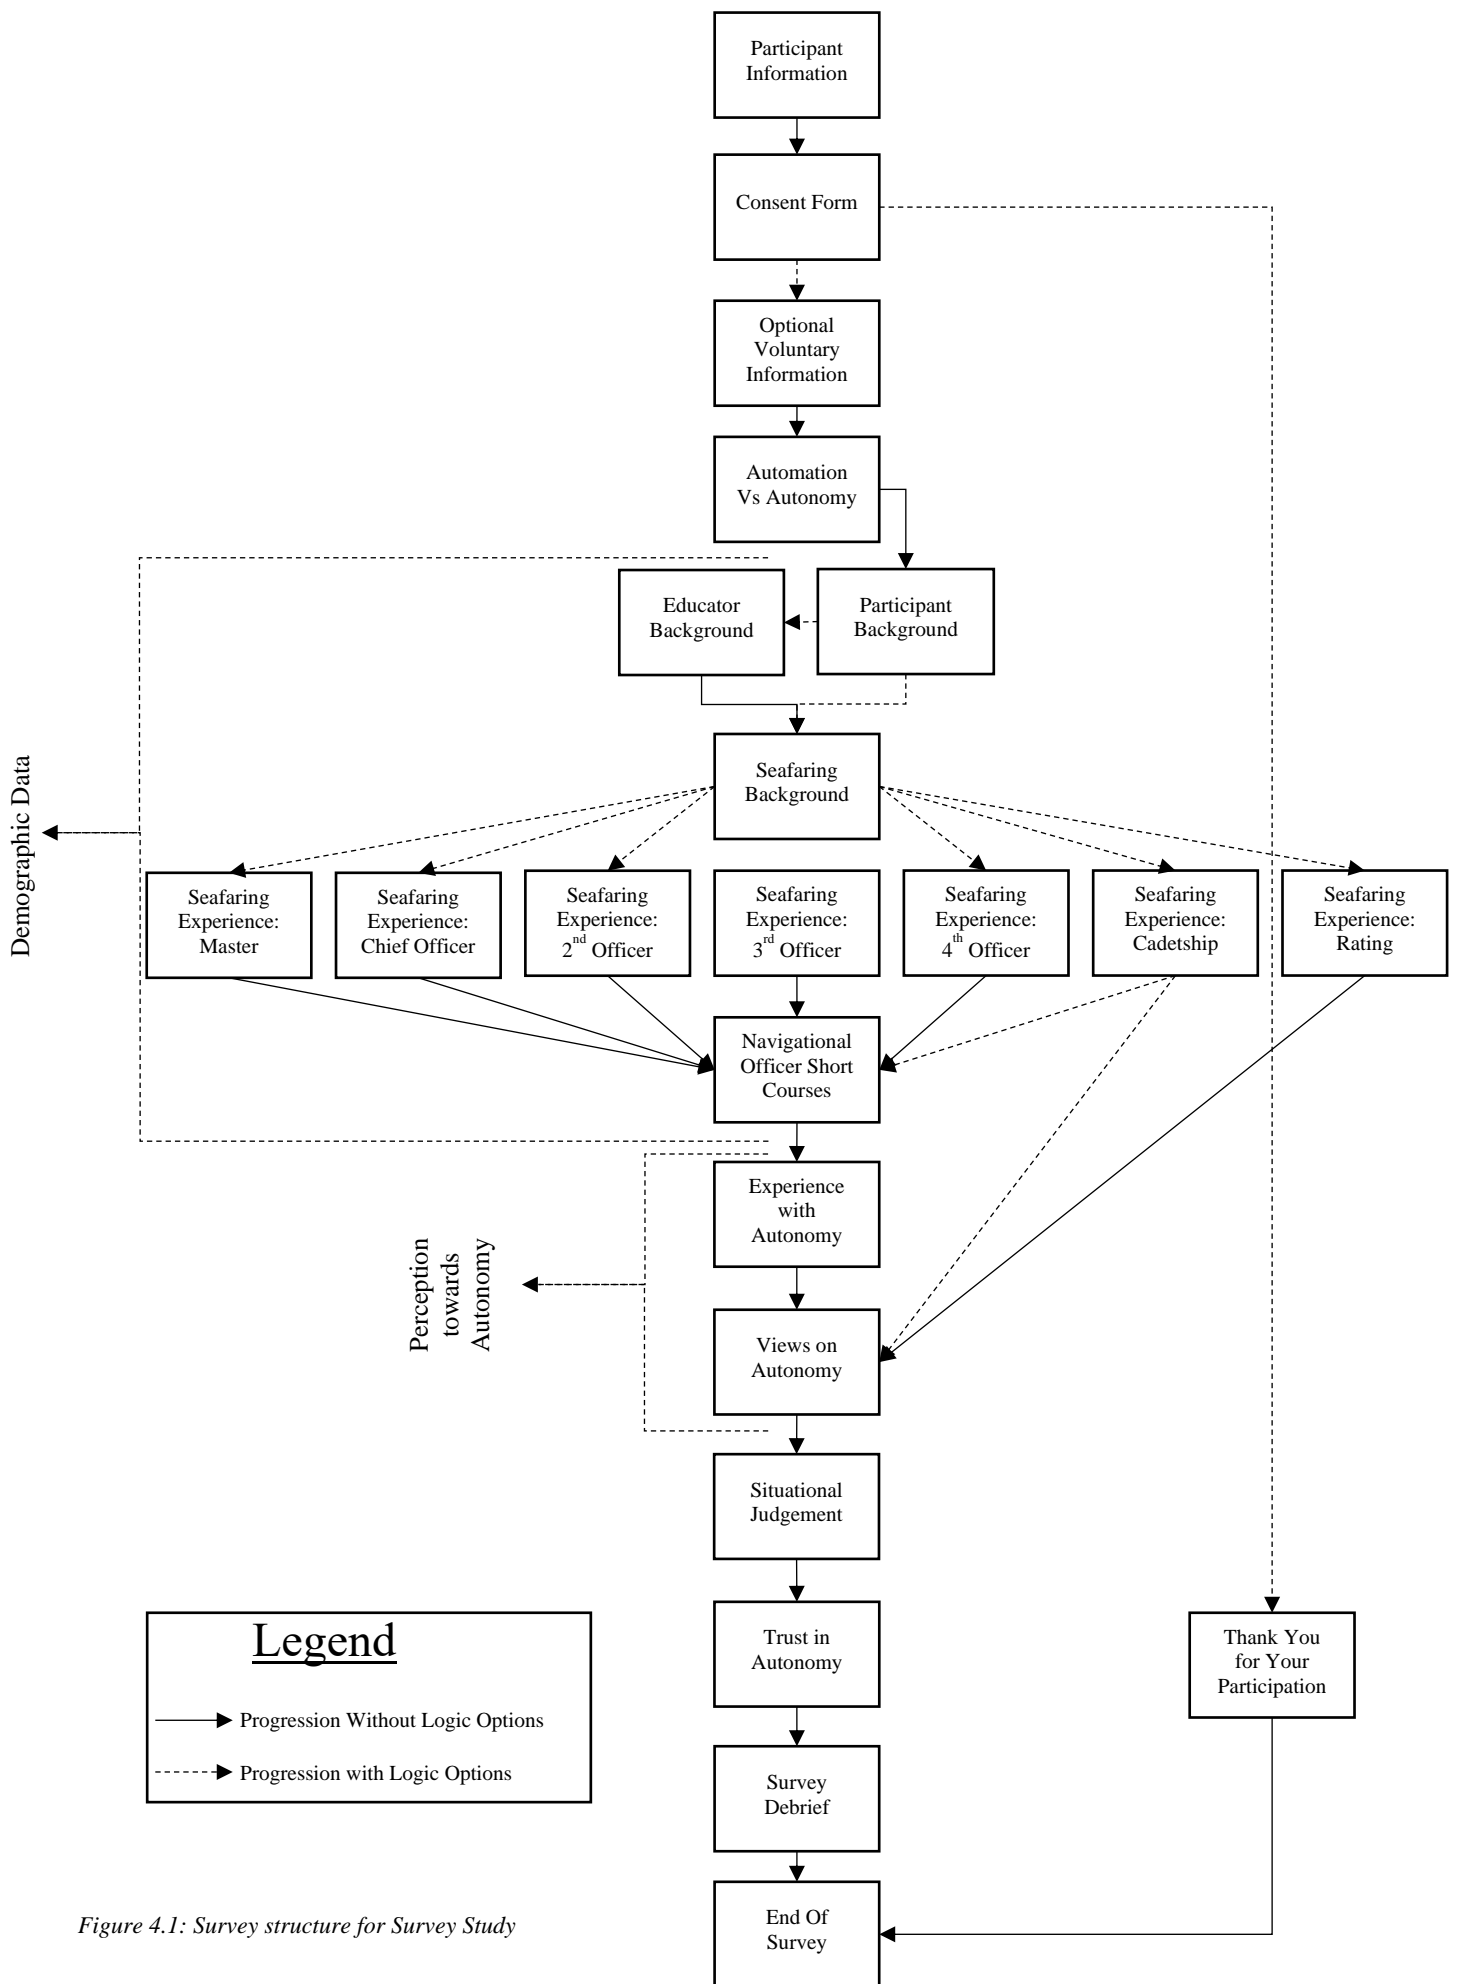 Participant
Information
Consent Form
Optional
Voluntary
Information
Automation
Vs Autonomy
Educator
Background
Participant
Background
Seafaring
Background
Demographic Data
Seafaring
Experience:
Master
Seafaring
Experience:
Chief Officer
Seafaring
Experience:
2nd Officer
Seafaring
Experience:
3rd Officer
Seafaring
Experience:
4th Officer
Seafaring
Experience:
Cadetship
Seafaring
Experience:
Rating
Navigational
Officer Short
Courses
Experience
with
Autonomy
Perception
towards
Autonomy
Views on
Autonomy
Situational
Judgement
Trust in
Autonomy
Thank You
for Your
Participation
Legend
Progression Without Logic Options
Progression with Logic Options
Survey
Debrief
End Of
Survey
Figure 4.1: Survey structure for Survey Study